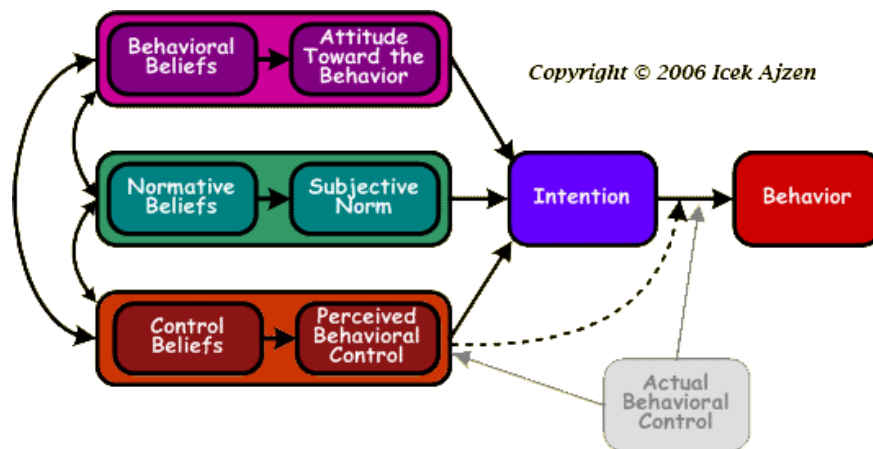 Behavioral
Beliefs
Attitude
Toward the
Behavior
Copyright © 2006 Icek Ajzen
Normative
Beliefs
Subjective
Norm
Intention
Behavior
Control
Beliefs
Perceived
Behavioral
Control
Actual
Behavioral
Control